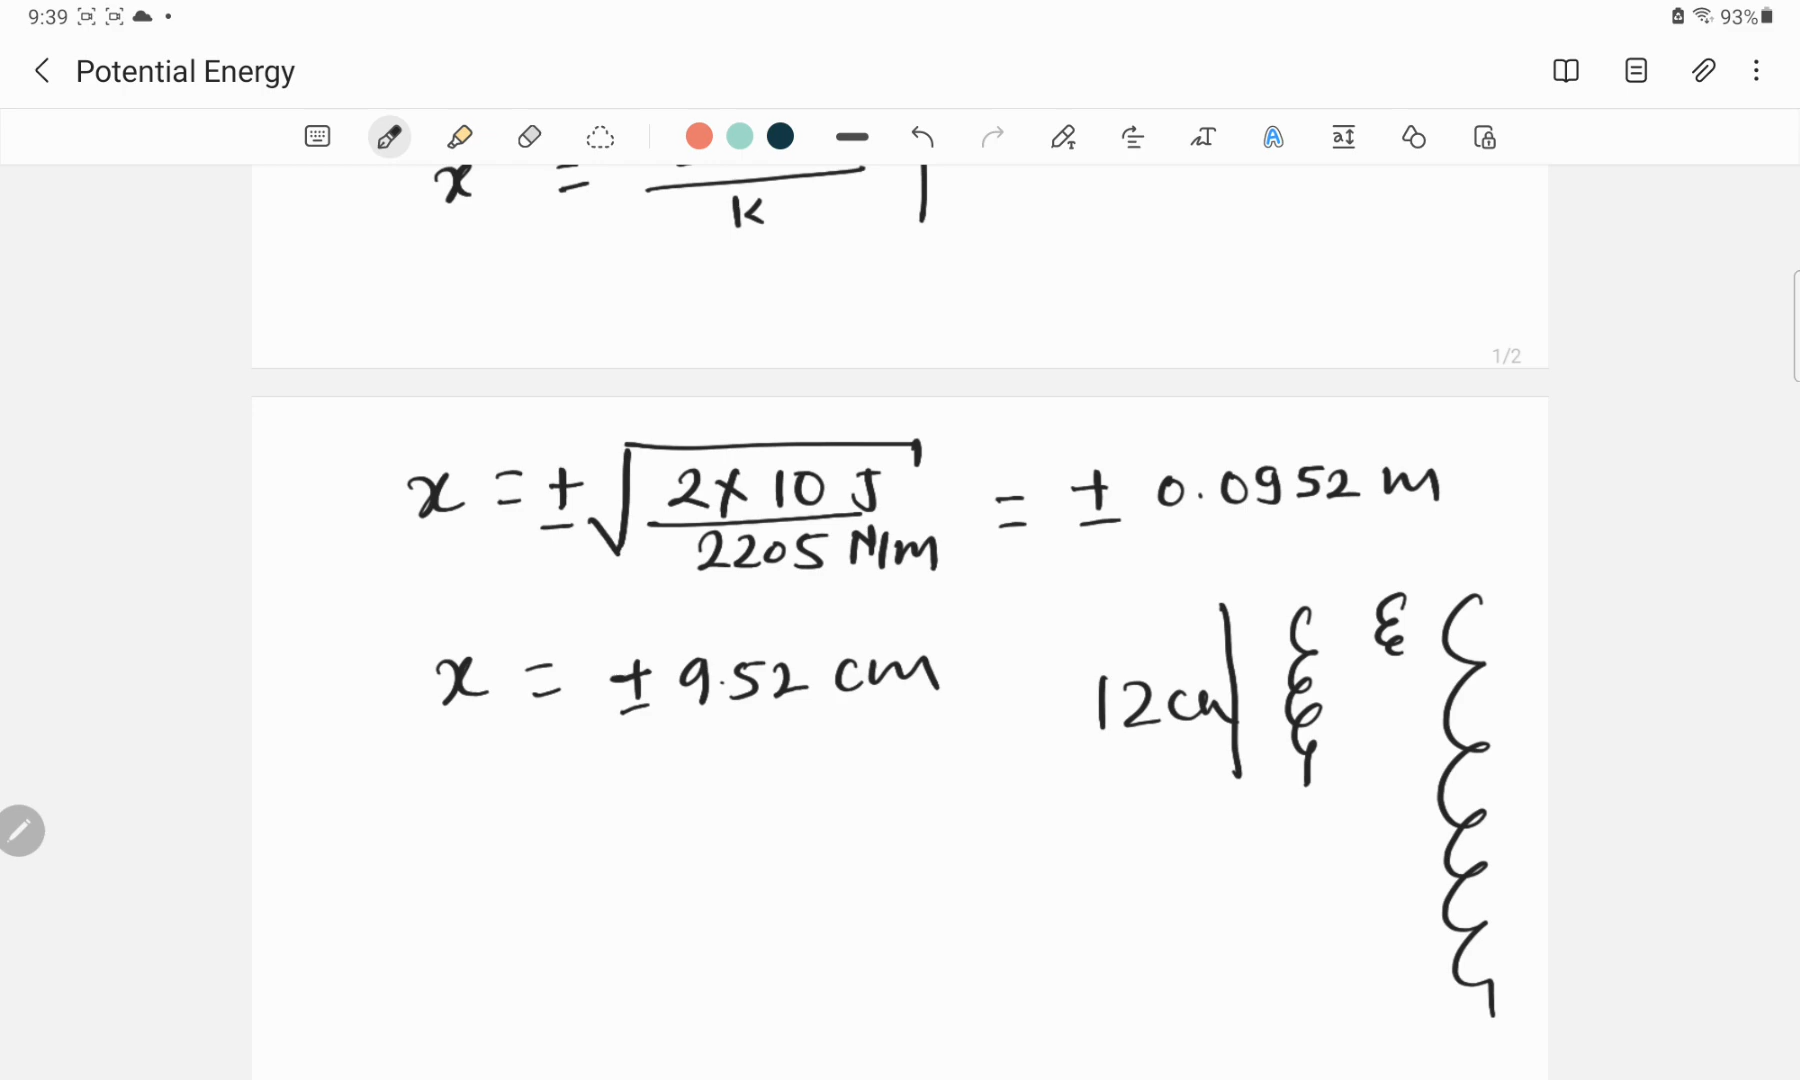 9:39
93%
Potential Energy
x =
K
1/2
x = ± √ 2 × 10 J / 2205 N/m = ± 0.0952 m
x = ± 9.52 cm
12cm